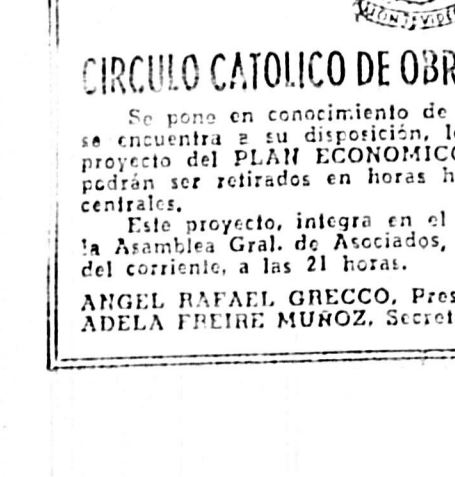 MONTEVIDE
CIRCULO CATOLICO DE OBR
Se pone en conocimiento de
se encuentra a su disposición, l
proyecto del PLAN ECONOMICO
podrán ser retirados en horas h
centrales.
Este proyecto, integra en el
la Asamblea Gral. de Asociados,
del corriente, a las 21 horas.
ANGEL RAFAEL GRECCO, Pres
ADELA FREIRE MUÑOZ, Secret